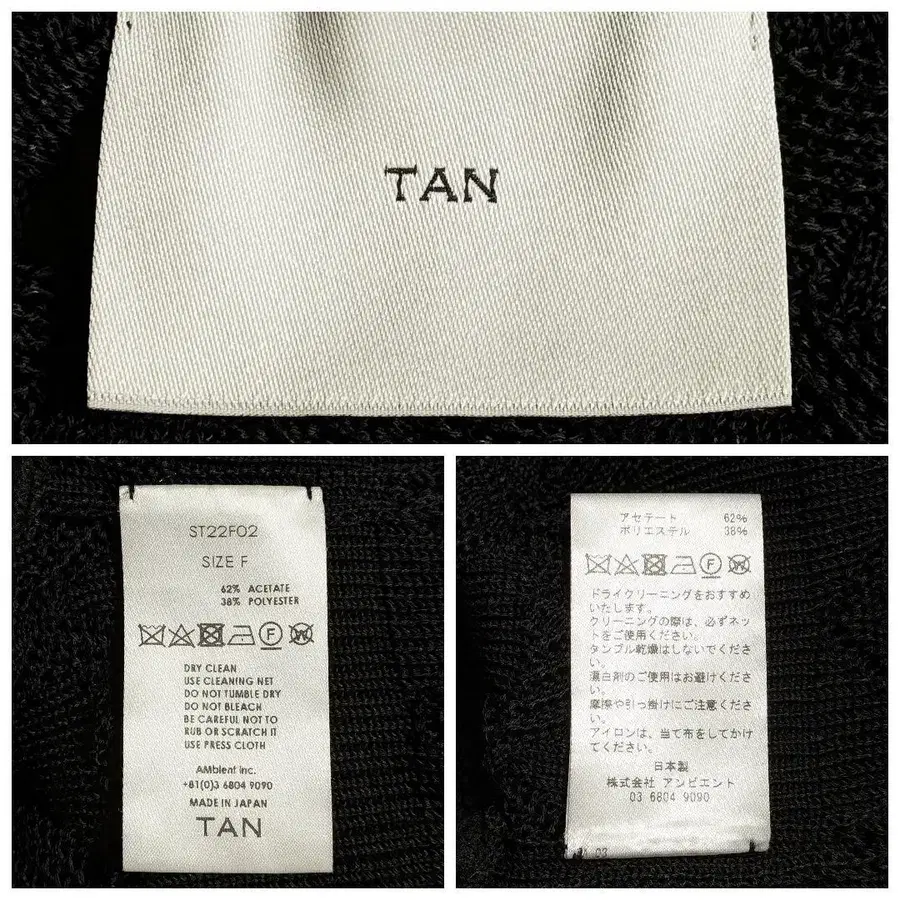 TAN
ST22F02
SIZE F
62% ACETATE
38% POLYESTER
DRY CLEAN
USE CLEANING NET
DO NOT TUMBLE DRY
DO NOT BLEACH
BE CAREFUL NOT TO
RUB OR SCRATCH IT
USE PRESS CLOTH
AMbient inc.
+81(0)3 6804 9090
MADE IN JAPAN
TAN
アセテート 62%
ポリエステル 38%
ドライクリーニングをおすすめ
いたします。
クリーニングの際は、必ずネッ
トをご使用ください。
タンブル乾燥はしないでくださ
い。
漂白剤のご使用はお避けくださ
い。
摩擦や引っ掛けにご注意くださ
い。
アイロンは、当て布をしてかけ
てください。
日本製
株式会社 アンビエント
03 6804 9090